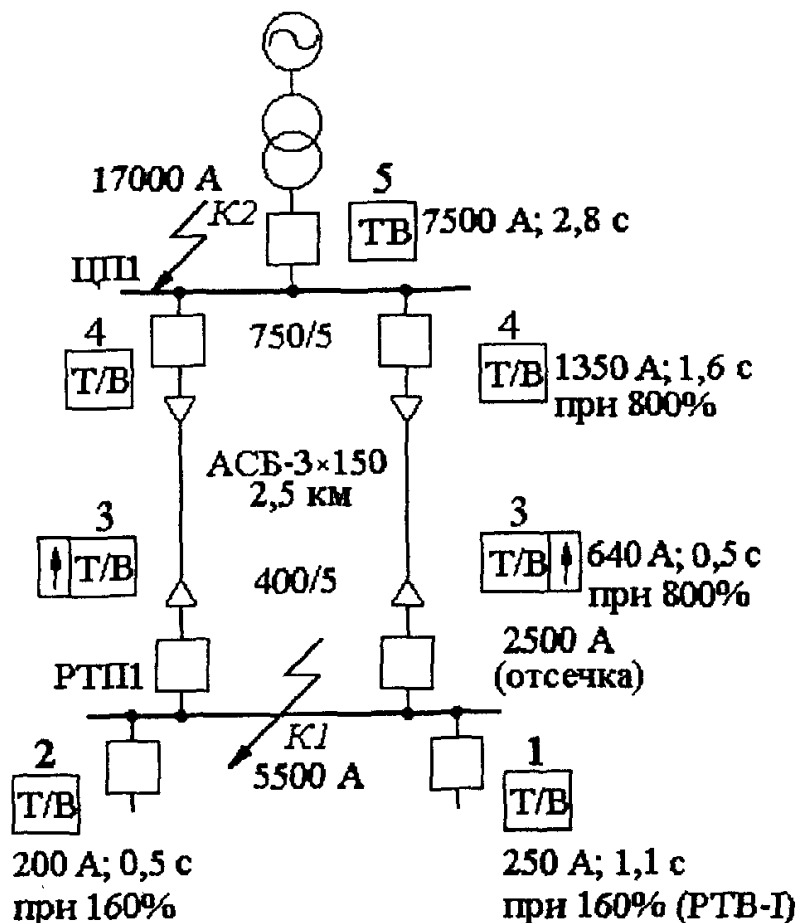 17000 А
К2
5
ТВ
7500 А; 2,8 с
ЦП1
4
Т/В
750/5
4
Т/В
1350 А; 1,6 с
при 800%
АСБ-3×150
2,5 км
3
Т/В
400/5
3
Т/В
640 А; 0,5 с
при 800%
2500 А
(отсечка)
РТП1
К1
5500 А
2
Т/В
200 А; 0,5 с
при 160%
1
Т/В
250 А; 1,1 с
при 160% (РТВ-I)